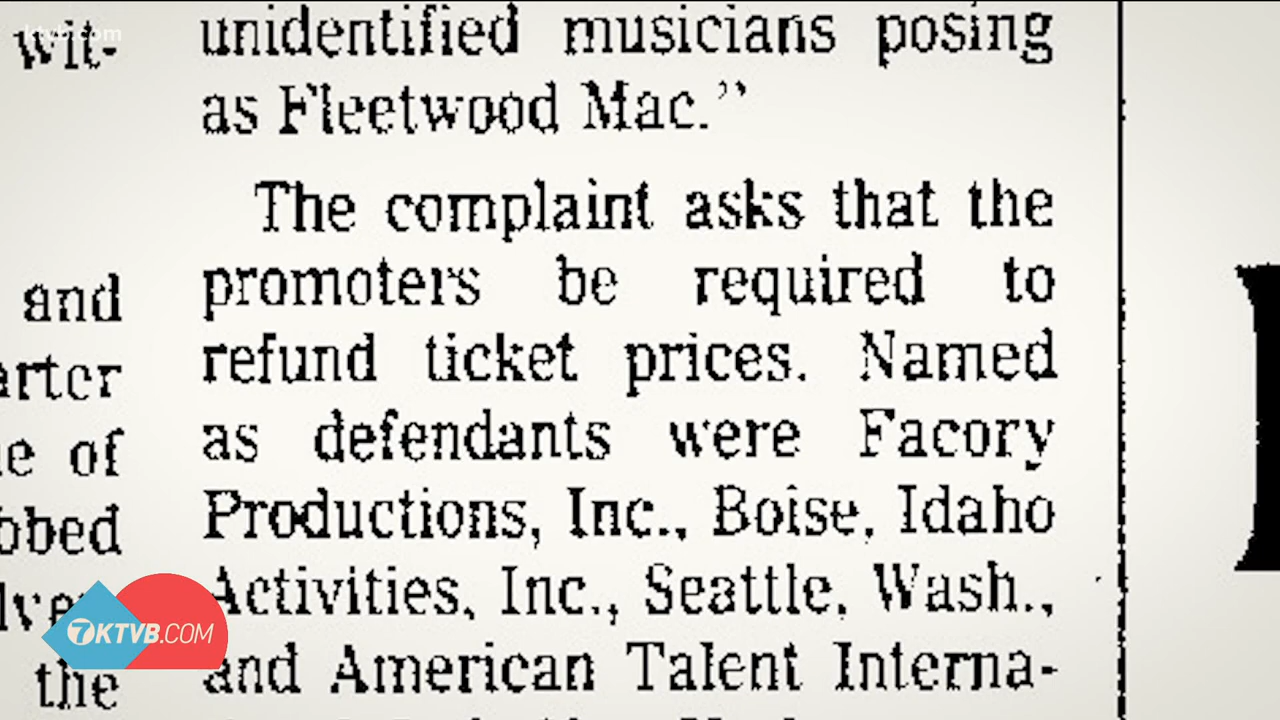 ktvb.com
wit-
and
arter
e of
bbed
lve
the
unidentified musicians posing
as Fleetwood Mac.”
The complaint asks that the
promoters be required to
refund ticket prices. Named
as defendants were Facory
Productions, Inc., Boise, Idaho
Activities, Inc., Seattle, Wash.,
and American Talent Interna-
7KTVB.COM